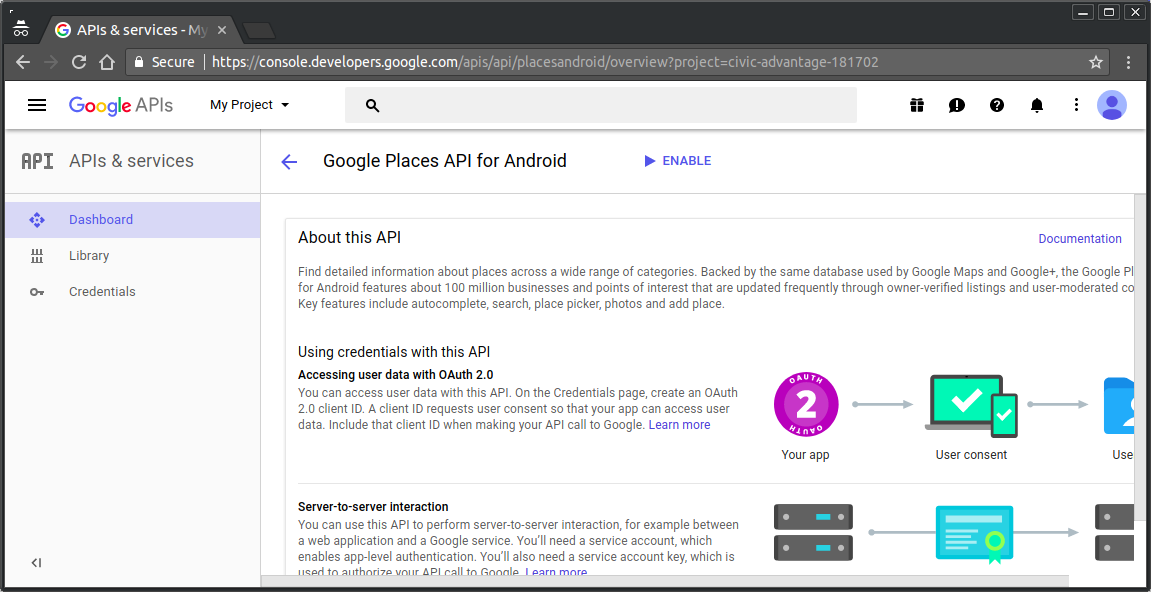 APIs & services - My
Secure | https://console.developers.google.com/apis/api/placesandroid/overview?project=civic-advantage-181702
Google APIs My Project
API APIs & services
Google Places API for Android
ENABLE
Dashboard
Library
Credentials
About this API
Documentation
Find detailed information about places across a wide range of categories. Backed by the same database used by Google Maps and Google+, the Google Pl
for Android features about 100 million businesses and points of interest that are updated frequently through owner-verified listings and user-moderated co
Key features include autocomplete, search, place picker, photos and add place.
Using credentials with this API
Accessing user data with OAuth 2.0
You can access user data with this API. On the Credentials page, create an OAuth
2.0 client ID. A client ID requests user consent so that your app can access user
data. Include that client ID when making your API call to Google. Learn more
OAUTH
2
OAUTH
Your app
User consent
Use
Server-to-server interaction
You can use this API to perform server-to-server interaction, for example between
a web application and a Google service. You'll need a service account, which
enables app-level authentication. You'll also need a service account key, which is
used to authorize your API call to Google. Learn more